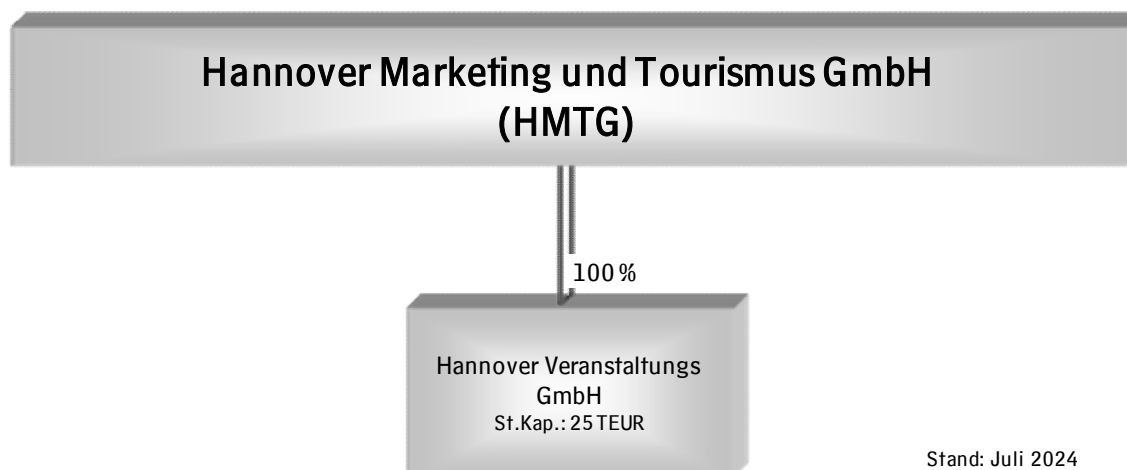 Hannover Marketing und Tourismus GmbH
(HMTG)
100%
Hannover Veranstaltungs
GmbH
St.Kap.: 25 TEUR
Stand: Juli 2024